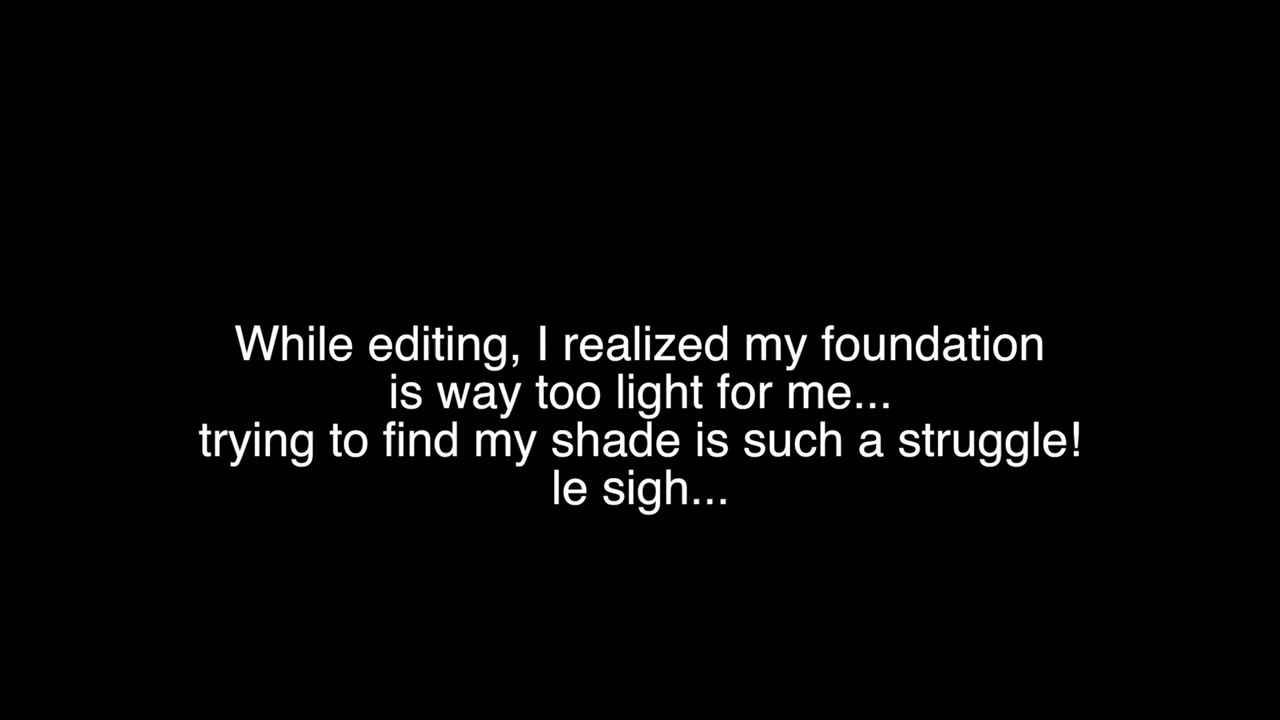 While editing, I realized my foundation
is way too light for me...
trying to find my shade is such a struggle!
le sigh...